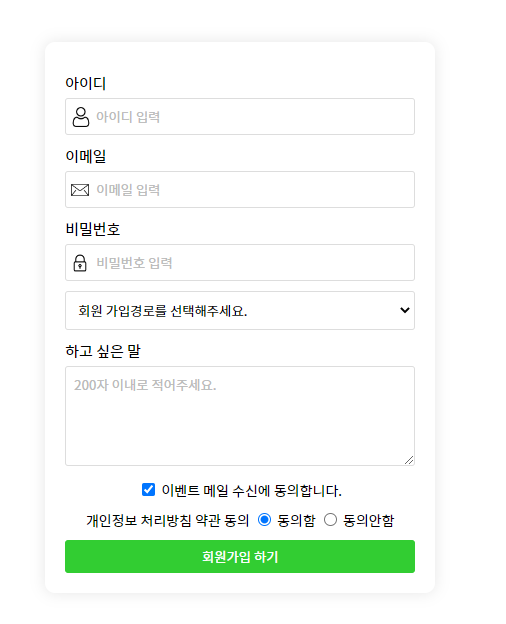 아이디
아이디 입력
이메일
이메일 입력
비밀번호
비밀번호 입력
회원 가입경로를 선택해주세요.
하고 싶은 말
200자 이내로 적어주세요.
이벤트 메일 수신에 동의합니다.
개인정보 처리방침 약관 동의 동의함 동의안함
회원가입 하기